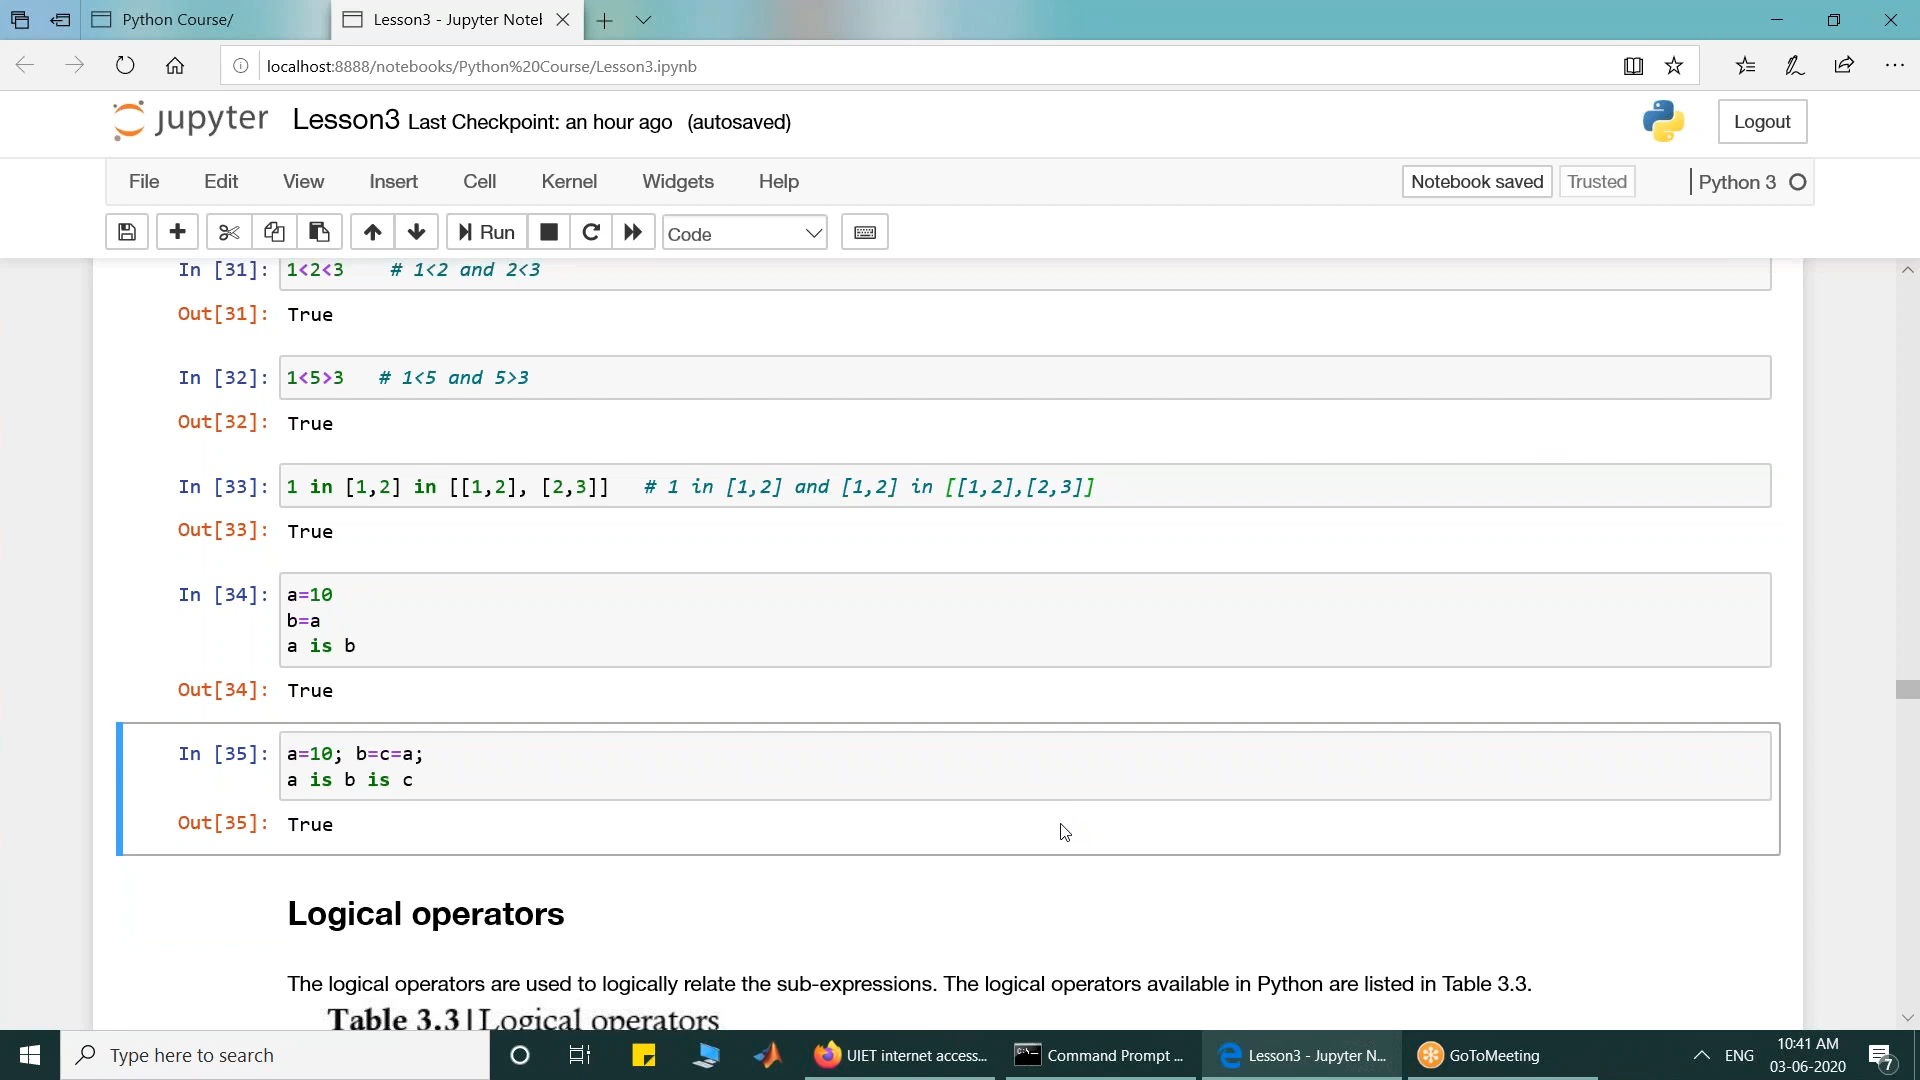 Python Course/
Lesson3 - Jupyter Notel
localhost:8888/notebooks/Python%20Course/Lesson3.ipynb
jupyter Lesson3 Last Checkpoint: an hour ago (autosaved)
Logout
File Edit View Insert Cell Kernel Widgets Help
Notebook saved Trusted Python 3
Run Code
In [31]: 1<2<3 # 1<2 and 2<3
Out[31]: True
In [32]: 1<5>3 # 1<5 and 5>3
Out[32]: True
In [33]: 1 in [1,2] in [[1,2], [2,3]] # 1 in [1,2] and [1,2] in [[1,2],[2,3]]
Out[33]: True
In [34]: a=10
b=a
a is b
Out[34]: True
In [35]: a=10; b=c=a;
a is b is c
Out[35]: True
Logical operators
The logical operators are used to logically relate the sub-expressions. The logical operators available in Python are listed in Table 3.3.
Table 3.3 | Logical operators
Type here to search
UIET internet access...
Command Prompt ...
Lesson3 - Jupyter N...
GoToMeeting
ENG
10:41 AM
03-06-2020
7